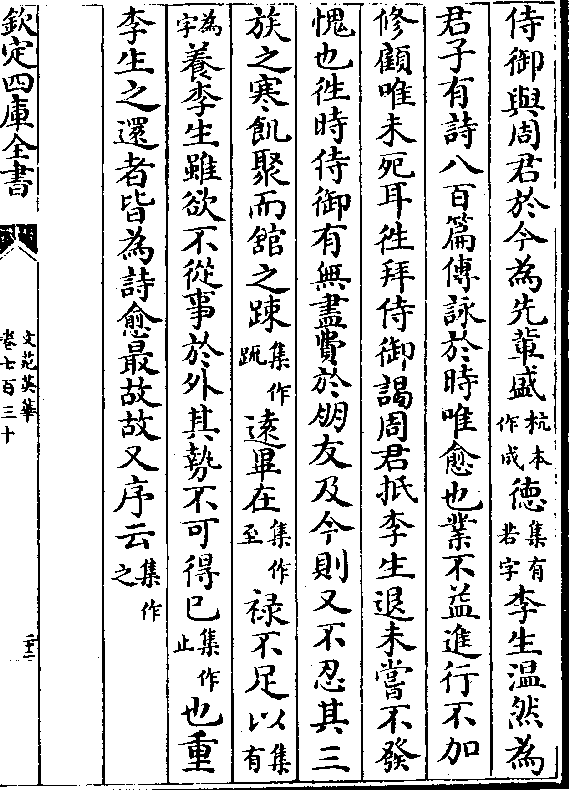 侍御與周君於今為先輩盛杭本作成德集有若字李生温然為
君子有詩八百篇傳詠於時唯愈也業不益進行不加
修顧唯未死耳徃拜侍御謁周君抵李生退未嘗不發
愧也徃時侍御有無盡費於朋友及今則又不忍其三
族之寒飢聚而舘之踈集作䟽遠畢在集作至禄不足以集有
為字養李生雖欲不從事於外其勢不可得已集作止也重
李生之還者皆為詩愈最故故又序云集作之
欽定四庫全書
文苑英華
卷七百三十